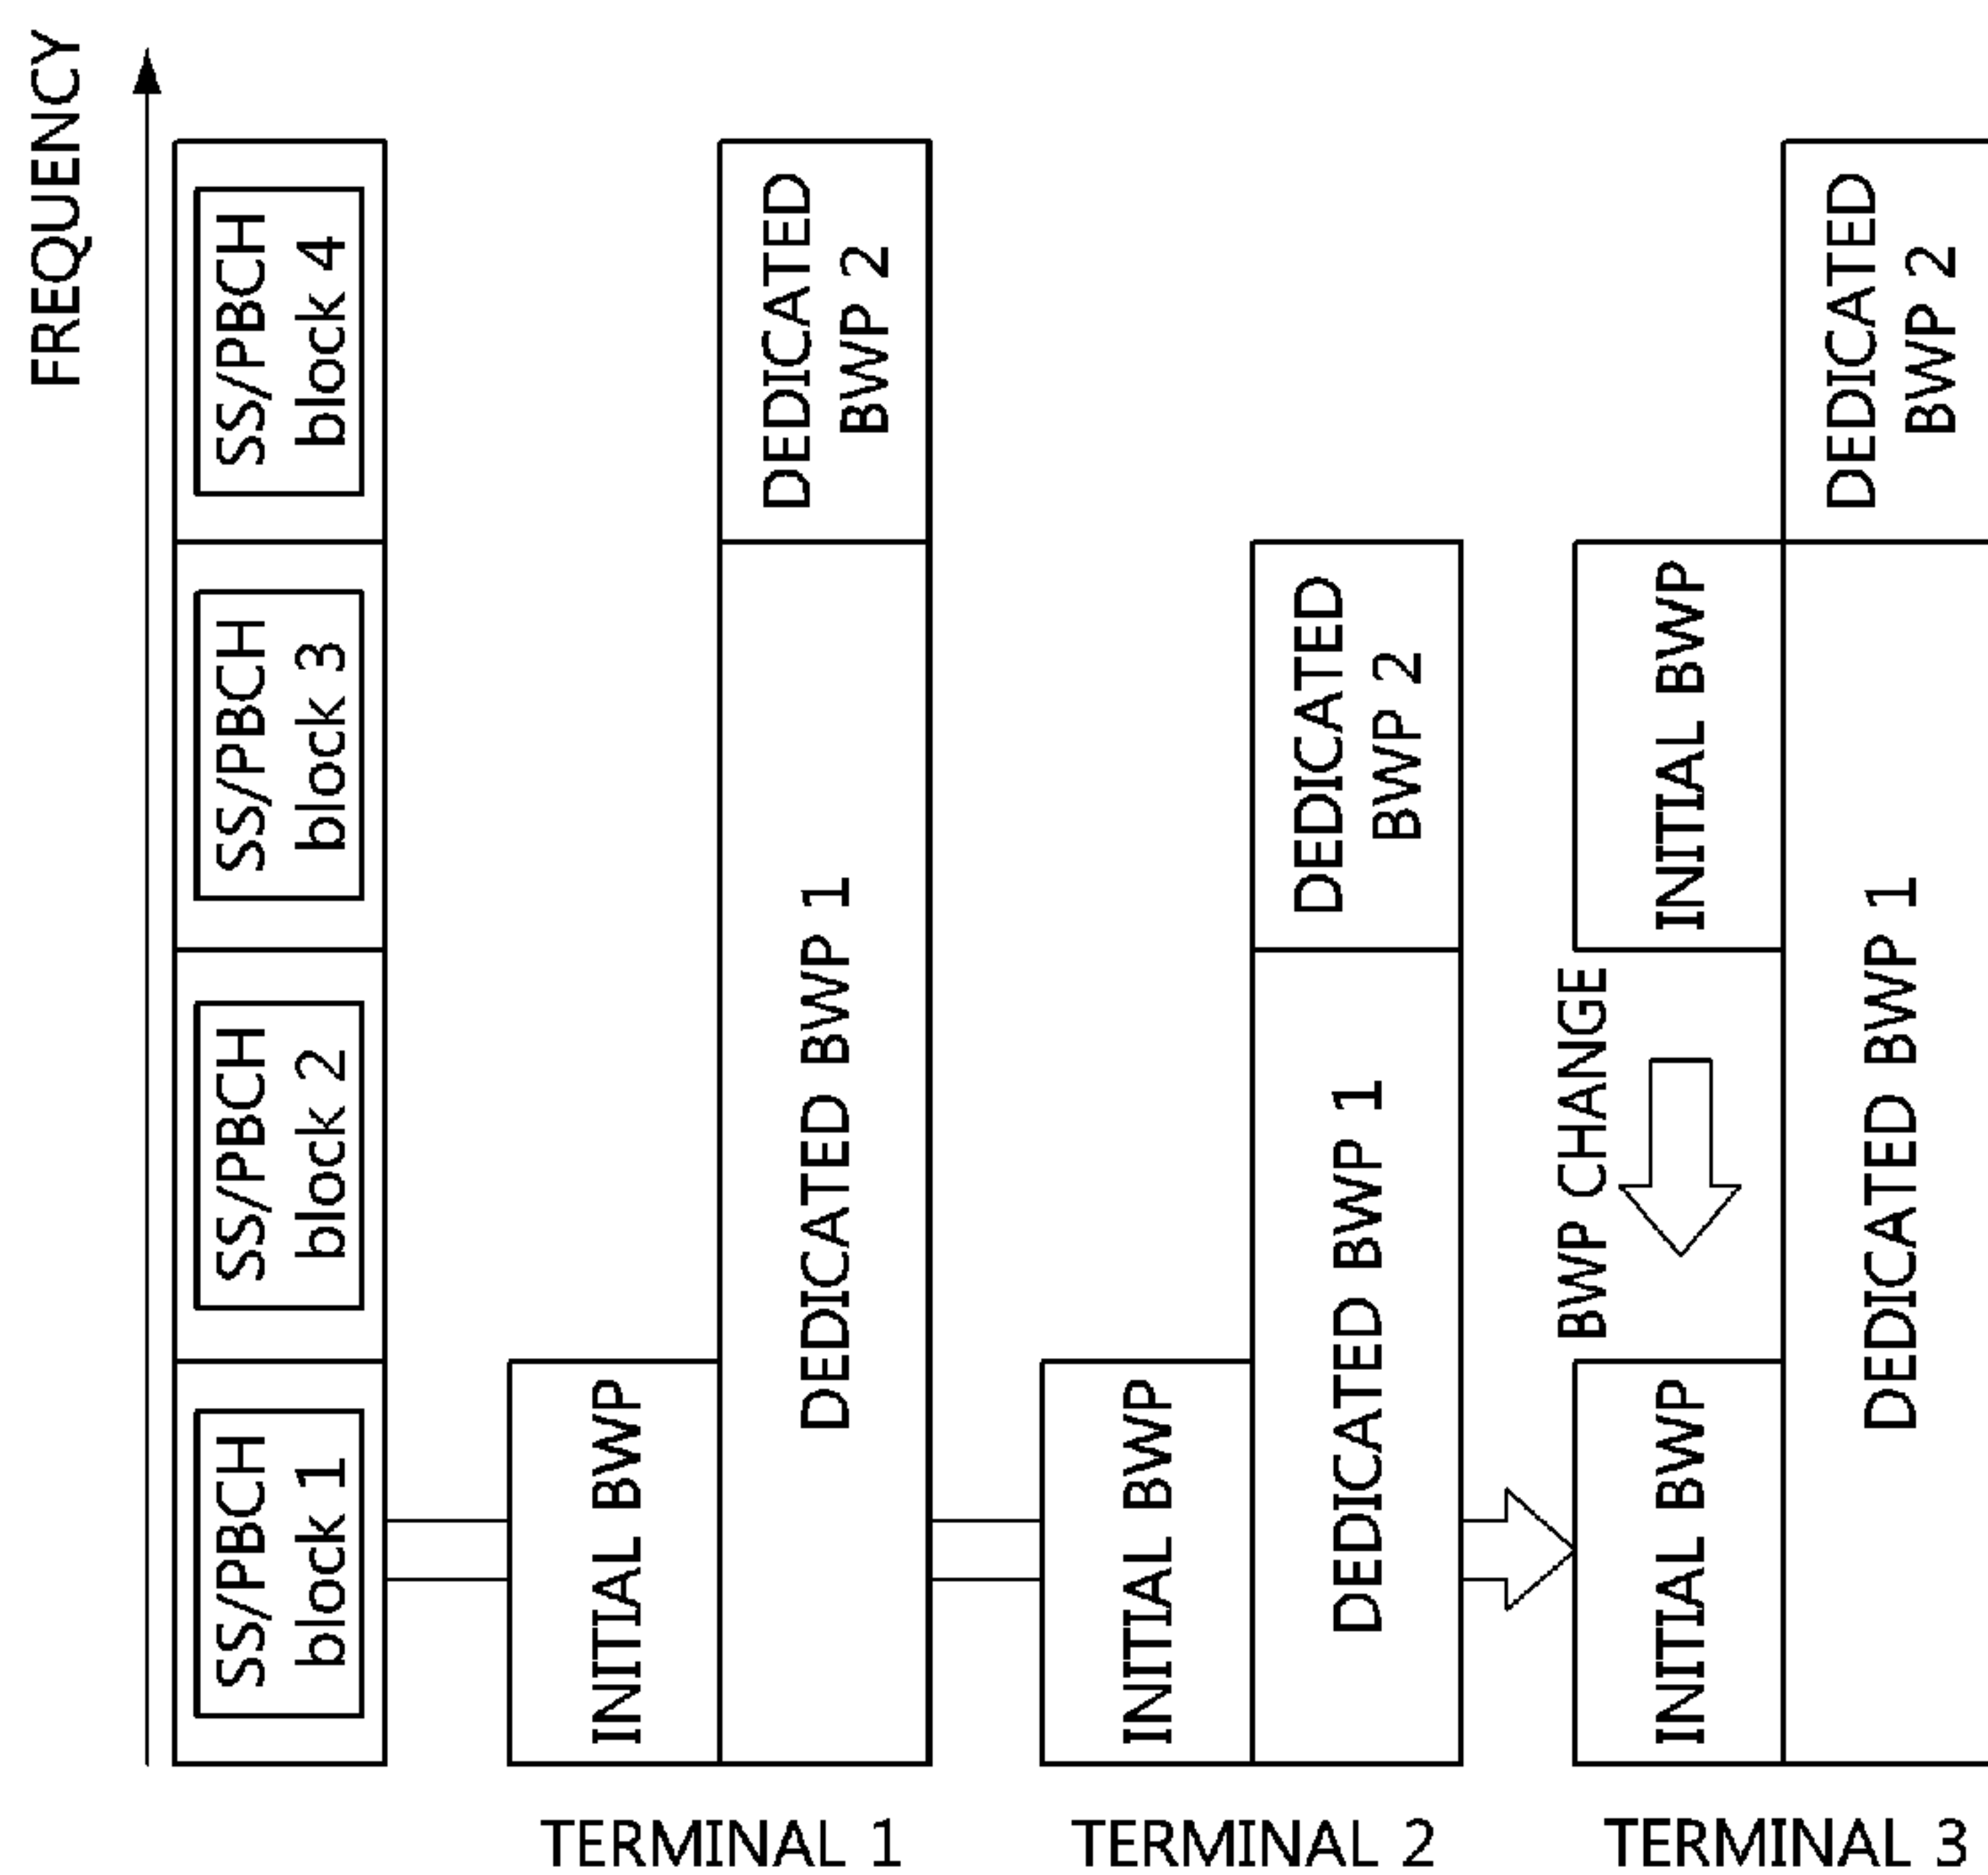 FREQUENCY
SS/PBCH
block 4
SS/PBCH
block 3
SS/PBCH
block 2
SS/PBCH
block 1
INITIAL BWP
DEDICATED
BWP 2
DEDICATED BWP 1
TERMINAL 1
INITIAL BWP
DEDICATED
BWP 2
DEDICATED BWP 1
TERMINAL 2
INITIAL BWP
BWP CHANGE
INITIAL BWP
DEDICATED
BWP 2
DEDICATED BWP 1
TERMINAL 3